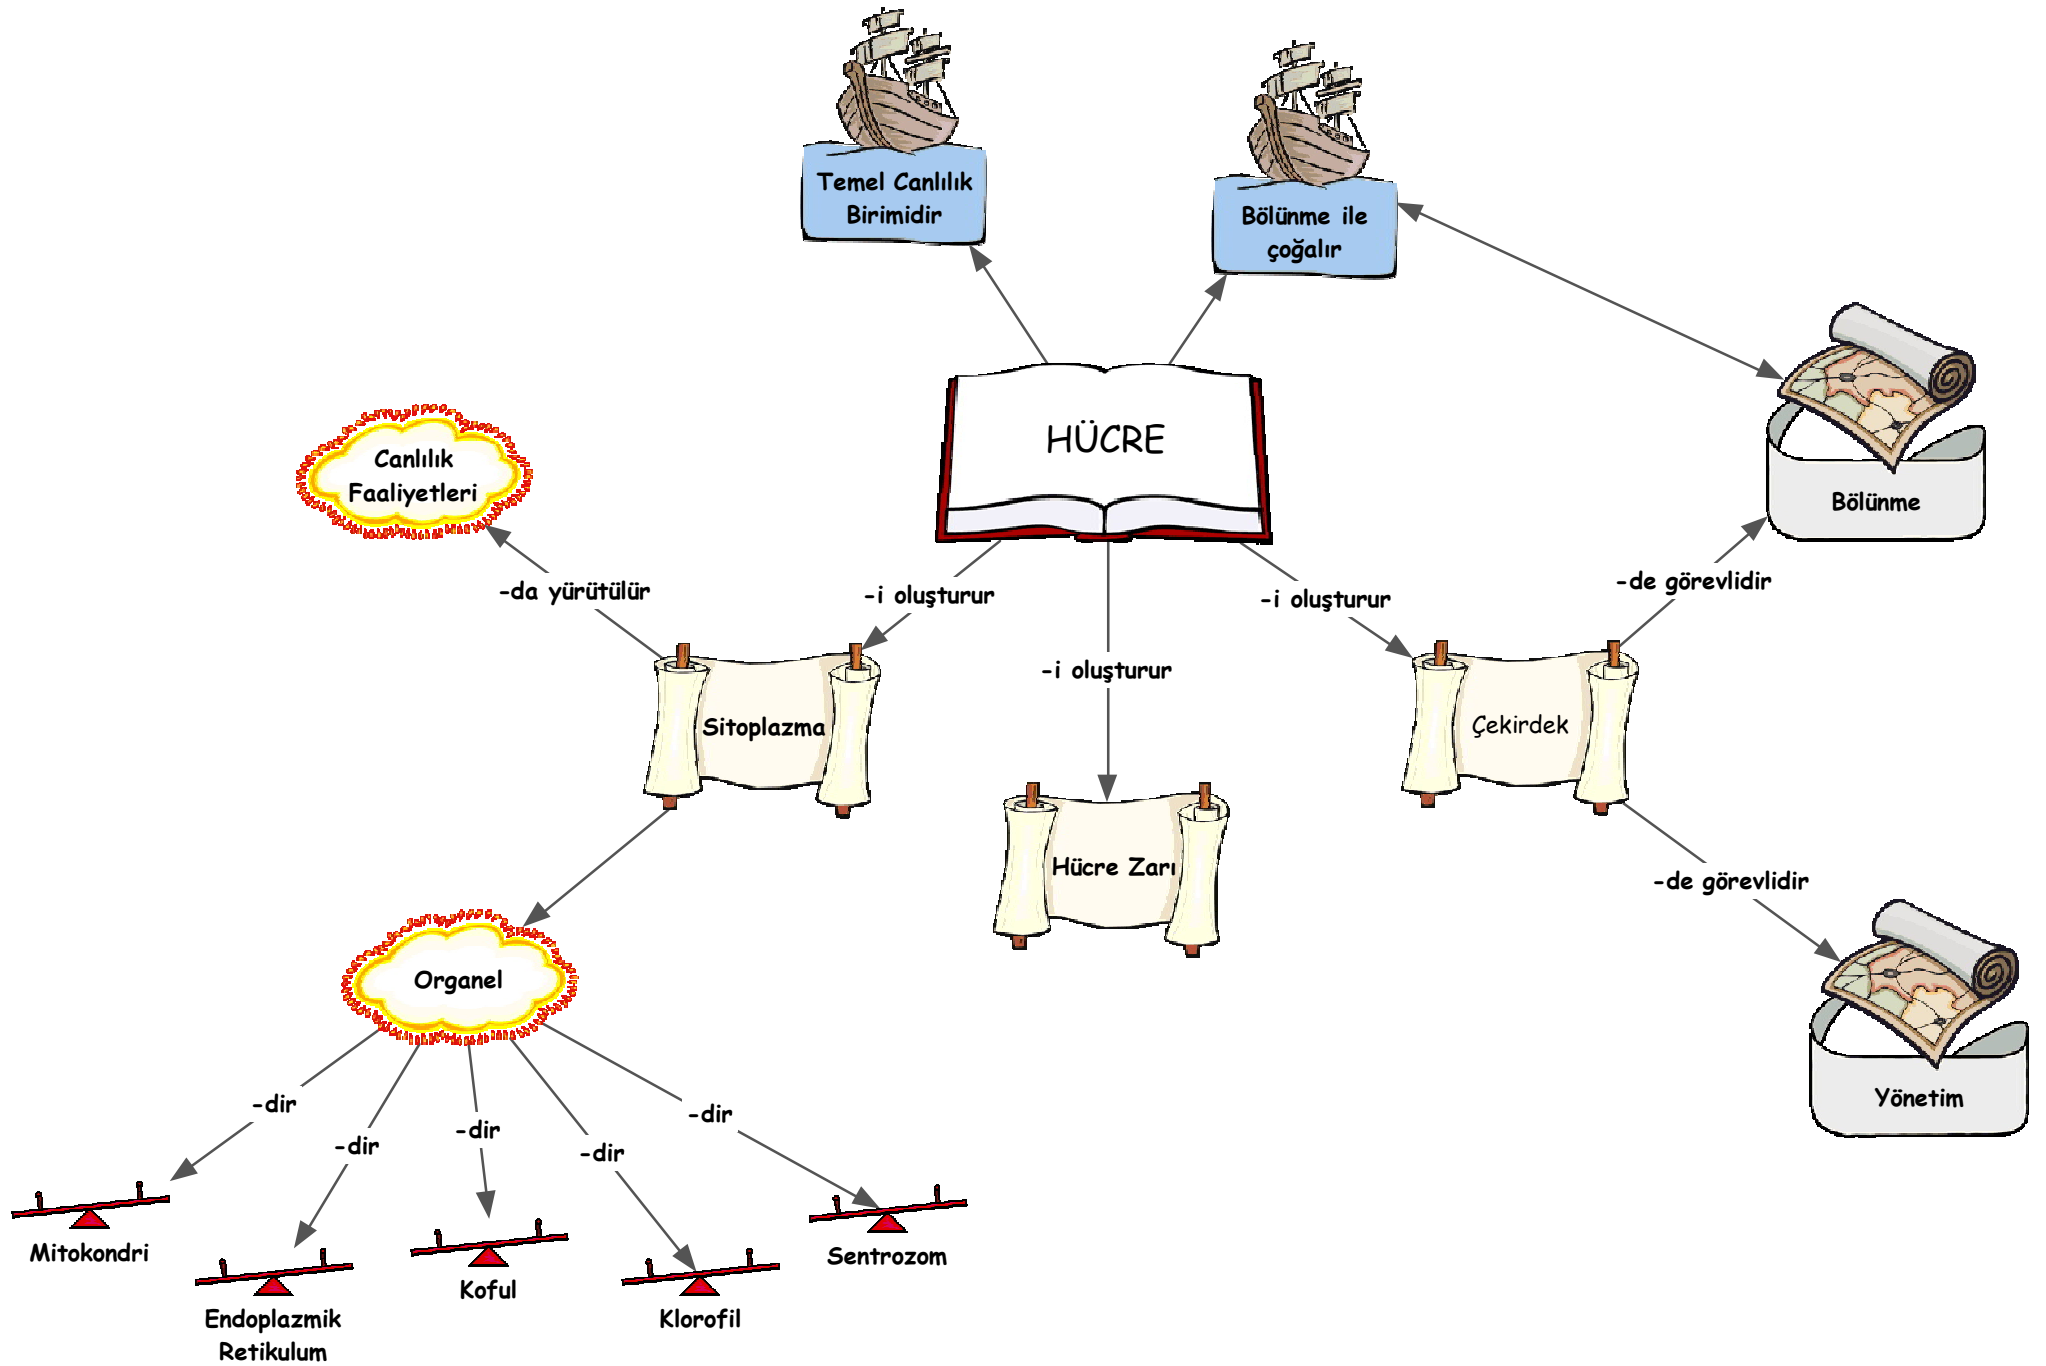 Temel Canlılık
Birimidir
Bölünme ile
çoğalır
HÜCRE
Canlılık
Faaliyetleri
Bölünme
-da yürütülür
-i oluşturur
-i oluşturur
-de görevlidir
-i oluşturur
Sitoplazma
Çekirdek
Hücre Zarı
-de görevlidir
Organel
Yönetim
-dir
-dir
-dir
-dir
-dir
Mitokondri
Endoplazmik
Retikulum
Koful
Klorofil
Sentrozom